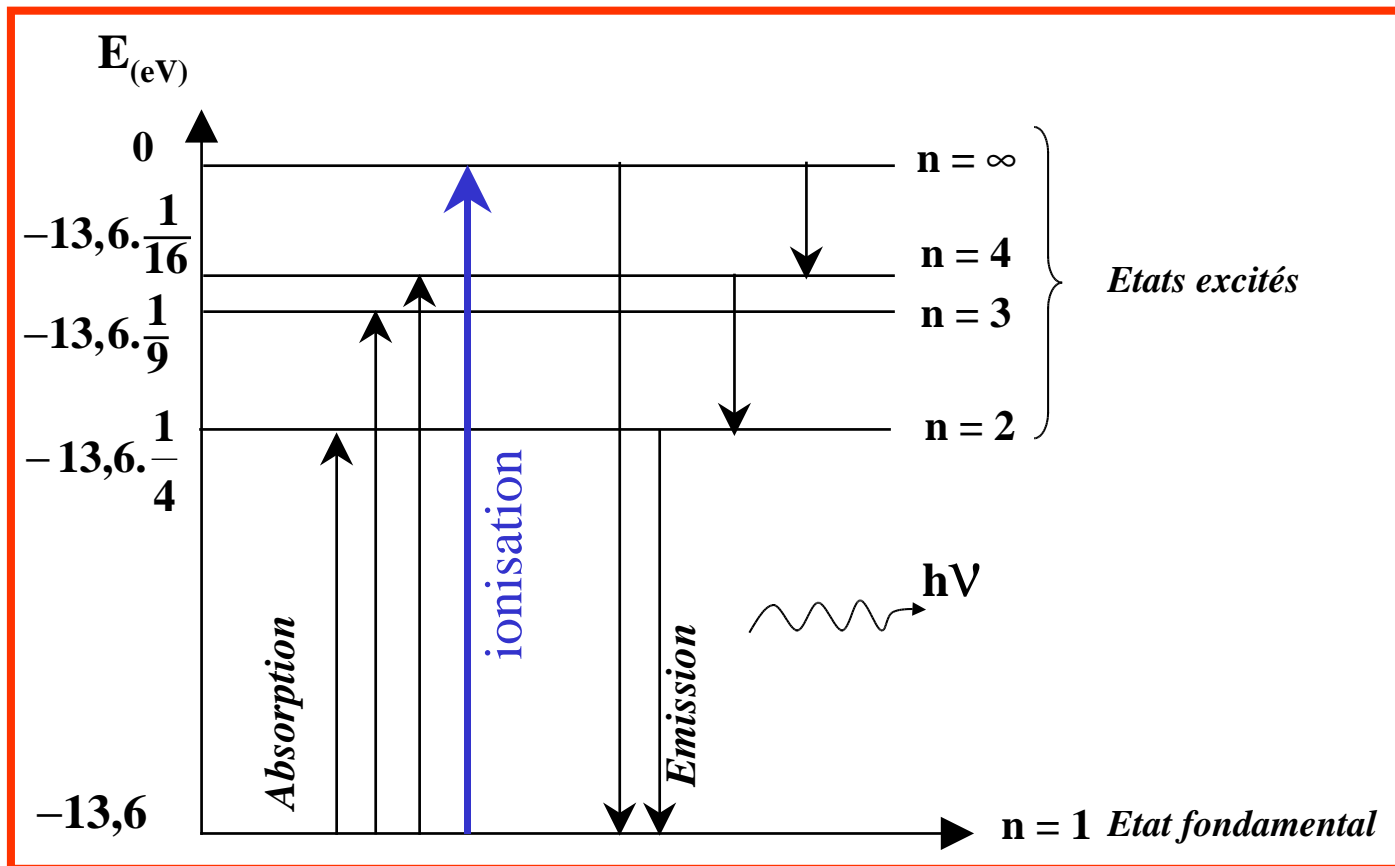 E(eV)
0
n = ∞
–13,6.1/16
n = 4
Etats excités
–13,6.1/9
n = 3
– 13,6.1/4
n = 2
ionisation
hν
Absorption
Emission
–13,6
n = 1 Etat fondamental